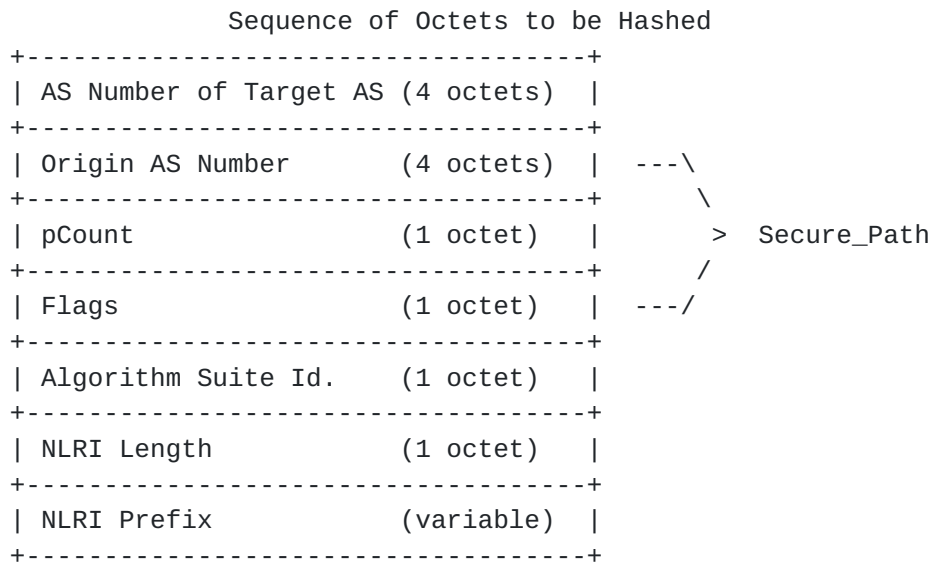 Sequence of Octets to be Hashed
+------------------------------------+
| AS Number of Target AS (4 octets)  |
+------------------------------------+
| Origin AS Number       (4 octets)  |  ---\
+------------------------------------+      \
| pCount                 (1 octet)   |       >  Secure_Path
+------------------------------------+      /
| Flags                  (1 octet)   |  ---/
+------------------------------------+
| Algorithm Suite Id.    (1 octet)   |
+------------------------------------+
| NLRI Length            (1 octet)   |
+------------------------------------+
| NLRI Prefix            (variable)  |
+------------------------------------+